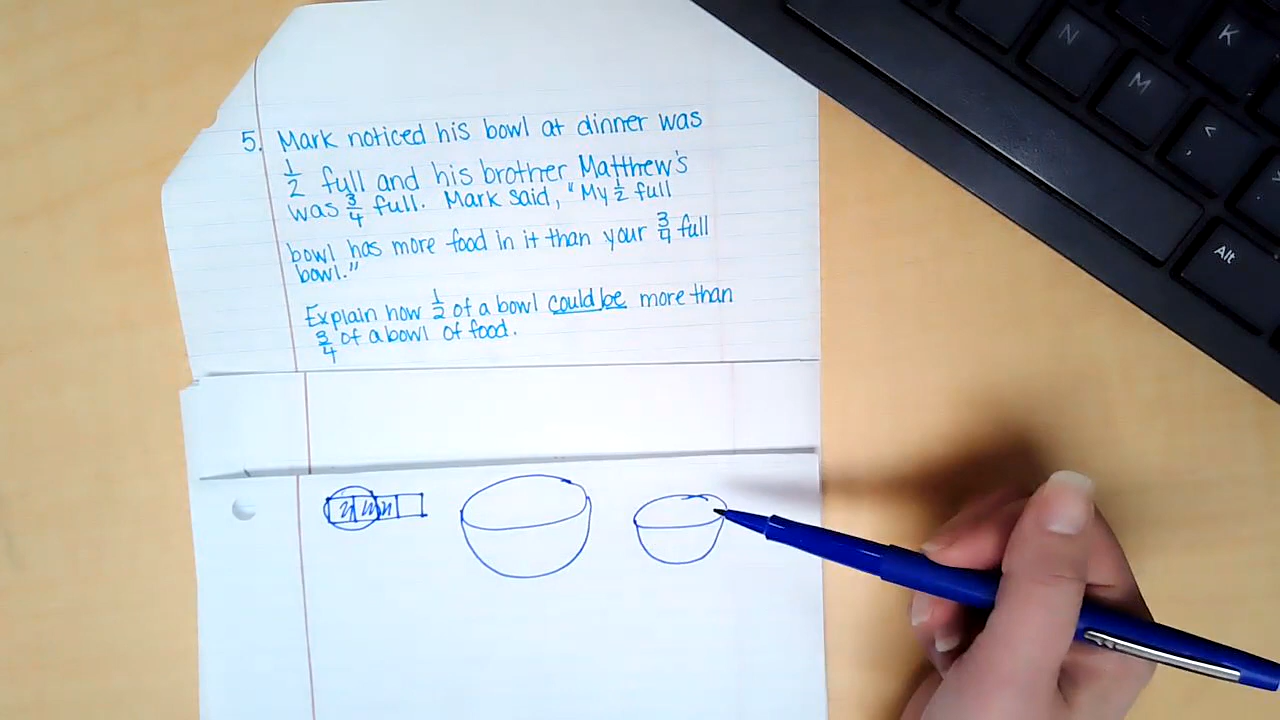 5. Mark noticed his bowl at dinner was
1/2 full and his brother Matthew's
was 3/4 full. Mark said, "My 1/2 full
bowl has more food in it than your 3/4 full
bowl."
Explain how 1/2 of a bowl could be more than
3/4 of a bowl of food.
N
M
K
<
,
Alt